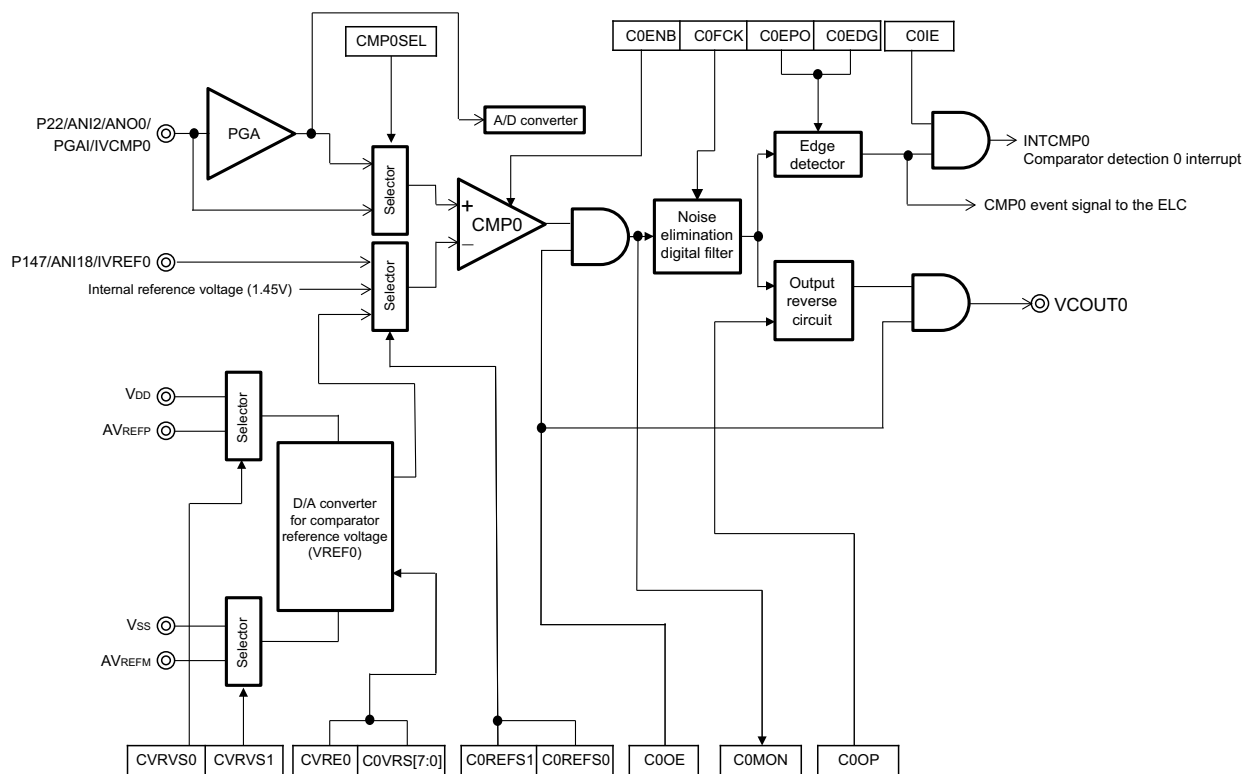 CMP0SEL
C0ENB
C0FCK
C0EPO
C0EDG
C0IE
P22/ANI2/ANO0/
PGAI/IVCMP0
PGA
A/D converter
Selector
Edge
detector
INTCMP0
Comparator detection 0 interrupt
CMP0 event signal to the ELC
+
CMP0
−
Noise
elimination
digital filter
P147/ANI18/IVREF0
Internal reference voltage (1.45V)
Selector
Output
reverse
circuit
VCOUT0
VDD
AVREFP
Selector
D/A converter
for comparator
reference voltage
(VREF0)
VSS
AVREFM
Selector
CVRVS0
CVRVS1
CVRE0
C0VRS[7:0]
C0REFS1
C0REFS0
C0OE
C0MON
C0OP